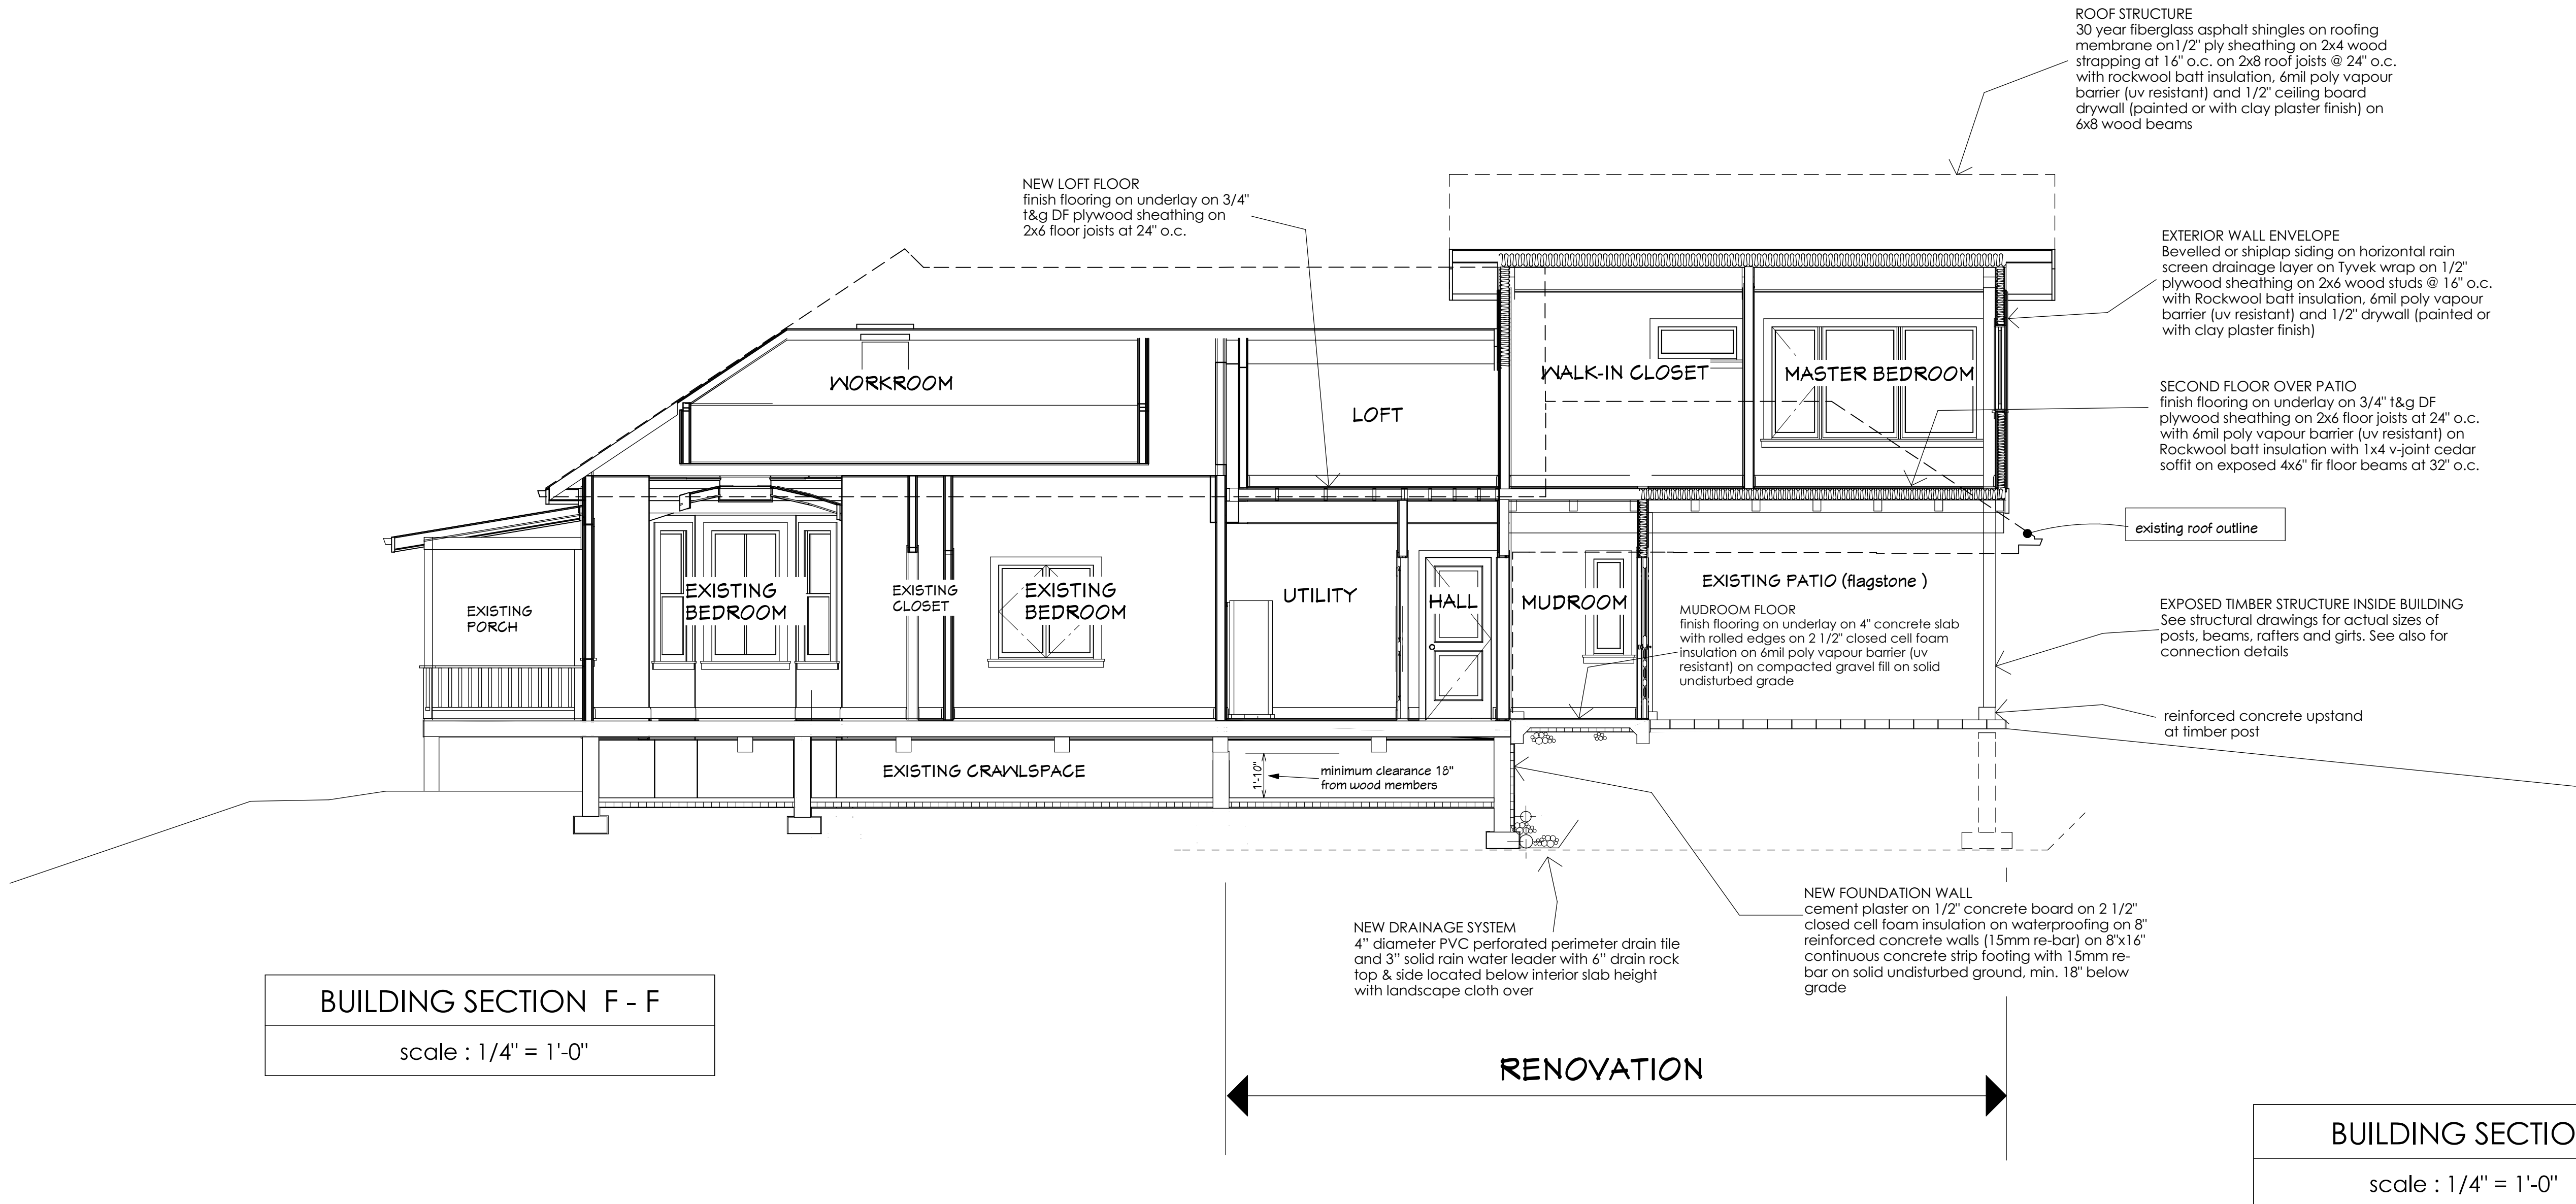 ROOF STRUCTURE
30 year fiberglass asphalt shingles on roofing
membrane on1/2" ply sheathing on 2x4 wood
strapping at 16" o.c. on 2x8 roof joists @ 24" o.c.
with rockwool batt insulation, 6mil poly vapour
barrier (uv resistant) and 1/2" ceiling board
drywall (painted or with clay plaster finish) on
6x8 wood beams
NEW LOFT FLOOR
finish flooring on underlay on 3/4"
t&g DF plywood sheathing on
2x6 floor joists at 24" o.c.
EXTERIOR WALL ENVELOPE
Bevelled or shiplap siding on horizontal rain
screen drainage layer on Tyvek wrap on 1/2"
plywood sheathing on 2x6 wood studs @ 16" o.c.
with Rockwool batt insulation, 6mil poly vapour
barrier (uv resistant) and 1/2" drywall (painted or
with clay plaster finish)
WORKROOM
LOFT
WALK-IN CLOSET
MASTER BEDROOM
SECOND FLOOR OVER PATIO
finish flooring on underlay on 3/4" t&g DF
plywood sheathing on 2x6 floor joists at 24" o.c.
with 6mil poly vapour barrier (uv resistant) on
Rockwool batt insulation with 1x4 v-joint cedar
soffit on exposed 4x6" fir floor beams at 32" o.c.
existing roof outline
EXISTING
PORCH
EXISTING
BEDROOM
EXISTING
CLOSET
EXISTING
BEDROOM
UTILITY
HALL
MUDROOM
EXISTING PATIO (flagstone )
MUDROOM FLOOR
finish flooring on underlay on 4" concrete slab
with rolled edges on 2 1/2" closed cell foam
insulation on 6mil poly vapour barrier (uv
resistant) on compacted gravel fill on solid
undisturbed grade
EXPOSED TIMBER STRUCTURE INSIDE BUILDING
See structural drawings for actual sizes of
posts, beams, rafters and girts. See also for
connection details
reinforced concrete upstand
at timber post
EXISTING CRAWLSPACE
1'-10"
minimum clearance 18"
from wood members
NEW DRAINAGE SYSTEM
4" diameter PVC perforated perimeter drain tile
and 3" solid rain water leader with 6" drain rock
top & side located below interior slab height
with landscape cloth over
NEW FOUNDATION WALL
cement plaster on 1/2" concrete board on 2 1/2"
closed cell foam insulation on waterproofing on 8"
reinforced concrete walls (15mm re-bar) on 8"x16"
continuous concrete strip footing with 15mm re-
bar on solid undisturbed ground, min. 18" below
grade
BUILDING SECTION F - F
scale : 1/4" = 1'-0"
RENOVATION
BUILDING SECTIO
scale : 1/4" = 1'-0"